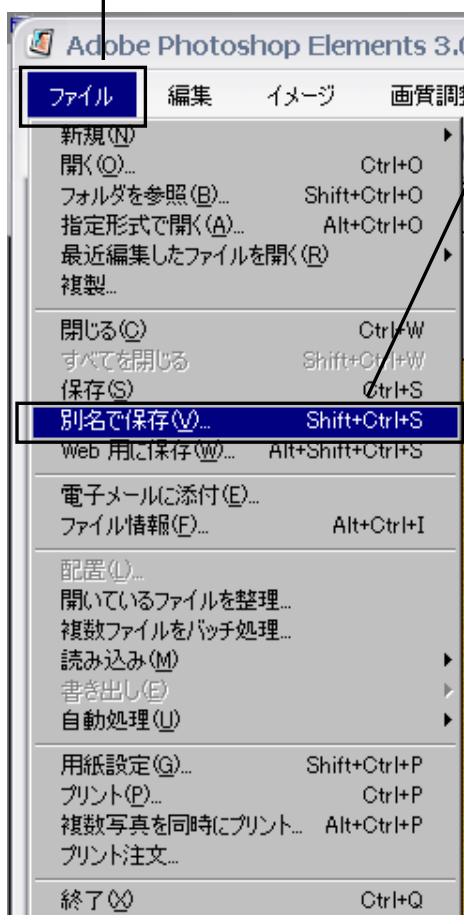 Adobe Photoshop Elements 3.0
ファイル 編集 イメージ 画質調整
新規(N)
開く(O)... Ctrl+O
フォルダを参照(B)... Shift+Ctrl+O
指定形式で開く(A)... Alt+Ctrl+O
最近編集したファイルを開く(R)
複製...
閉じる(C) Ctrl+W
すべてを閉じる Shift+Ctrl+W
保存(S) Ctrl+S
別名で保存(V)... Shift+Ctrl+S
Web 用に保存(W)... Alt+Shift+Ctrl+S
電子メールに添付(E)...
ファイル情報(F)... Alt+Ctrl+I
配置(L)...
開いているファイルを整理...
複数ファイルをバッチ処理...
読み込み(M)
書き出し(E)
自動処理(U)
用紙設定(G)... Shift+Ctrl+P
プリント(P)... Ctrl+P
複数写真を同時にプリント... Alt+Ctrl+P
プリント注文...
終了(X) Ctrl+Q